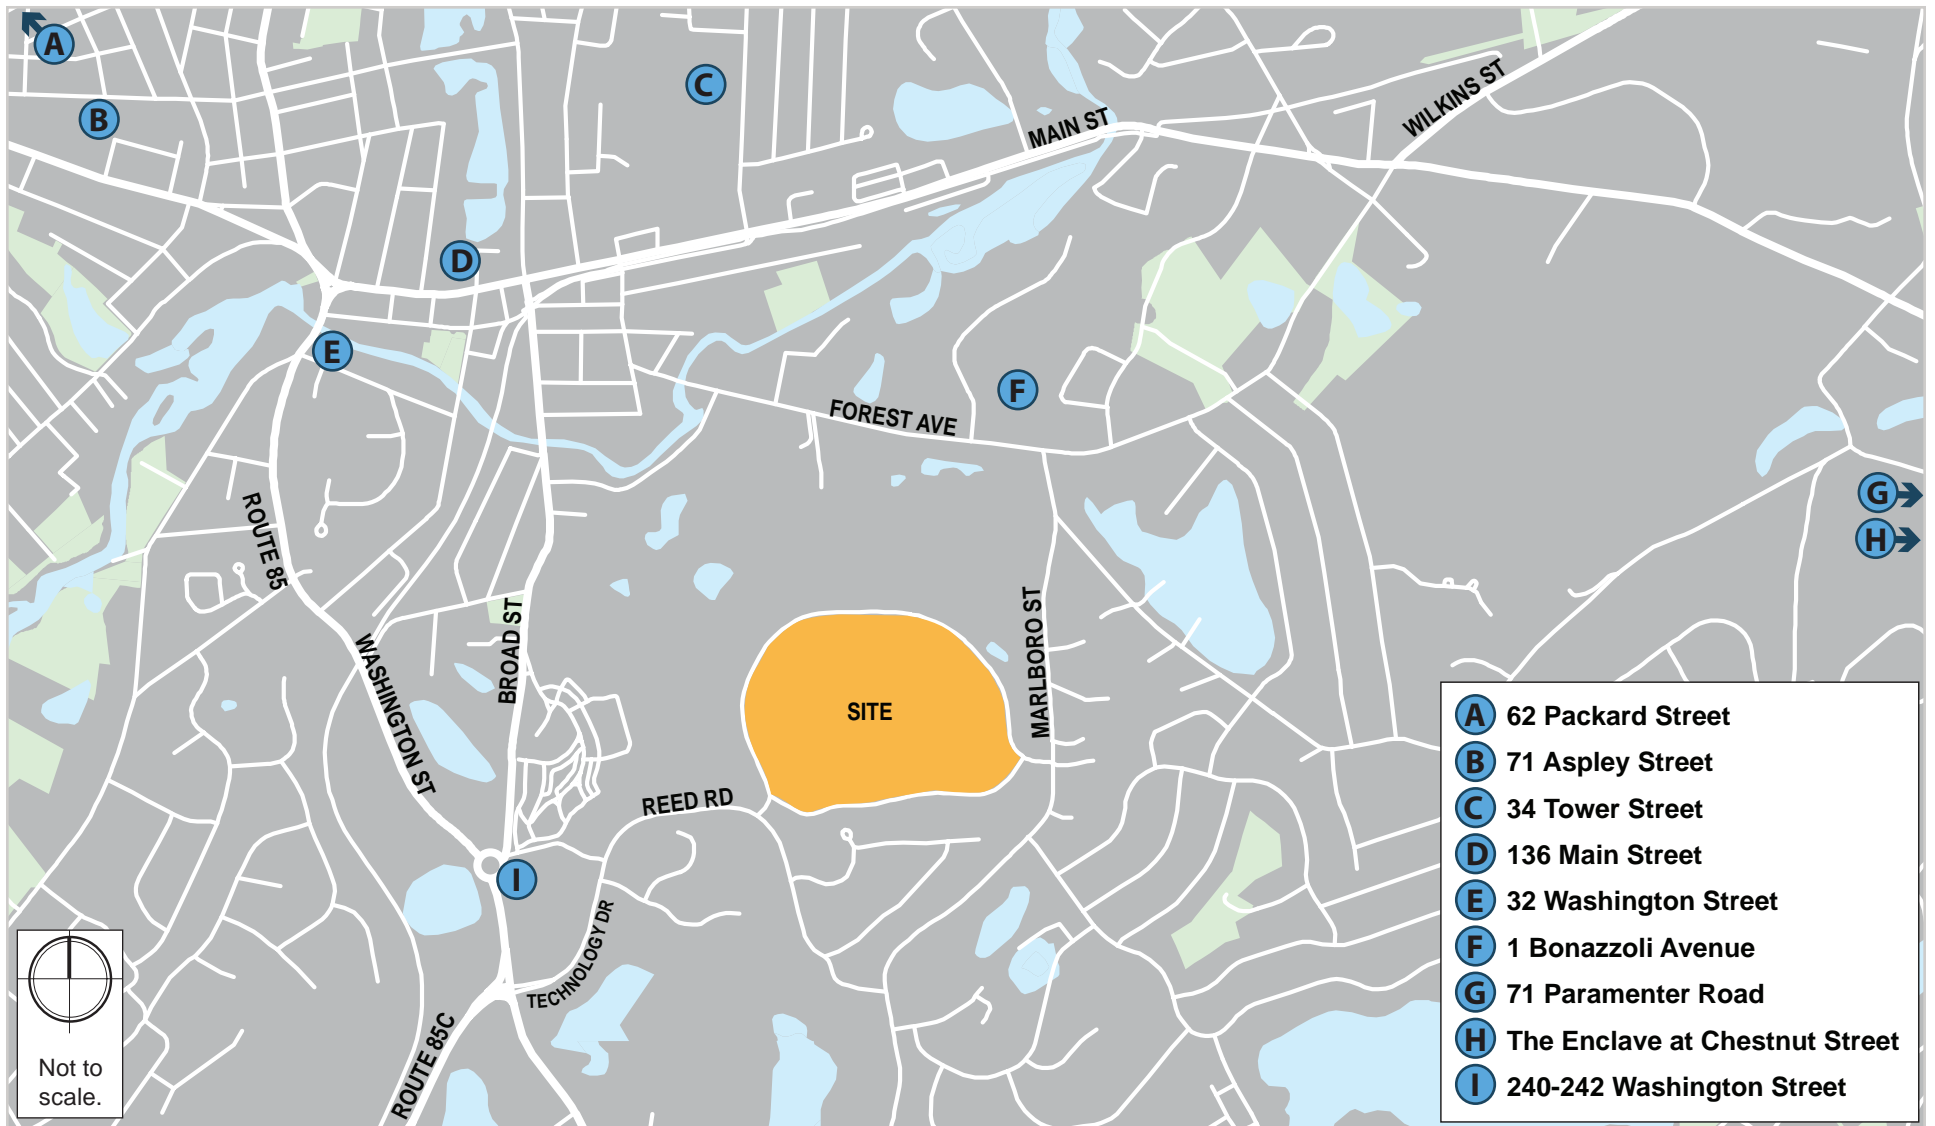 A
B
C
MAIN ST
WILKINS ST
D
E
F
FOREST AVE
G
H
ROUTE 85
BROAD ST
MARLBORO ST
WASHINGTON ST
SITE
REED RD
I
TECHNOLOGY DR
ROUTE 85C
Not to
scale.
A 62 Packard Street
B 71 Aspley Street
C 34 Tower Street
D 136 Main Street
E 32 Washington Street
F 1 Bonazzoli Avenue
G 71 Paramenter Road
H The Enclave at Chestnut Street
I 240-242 Washington Street